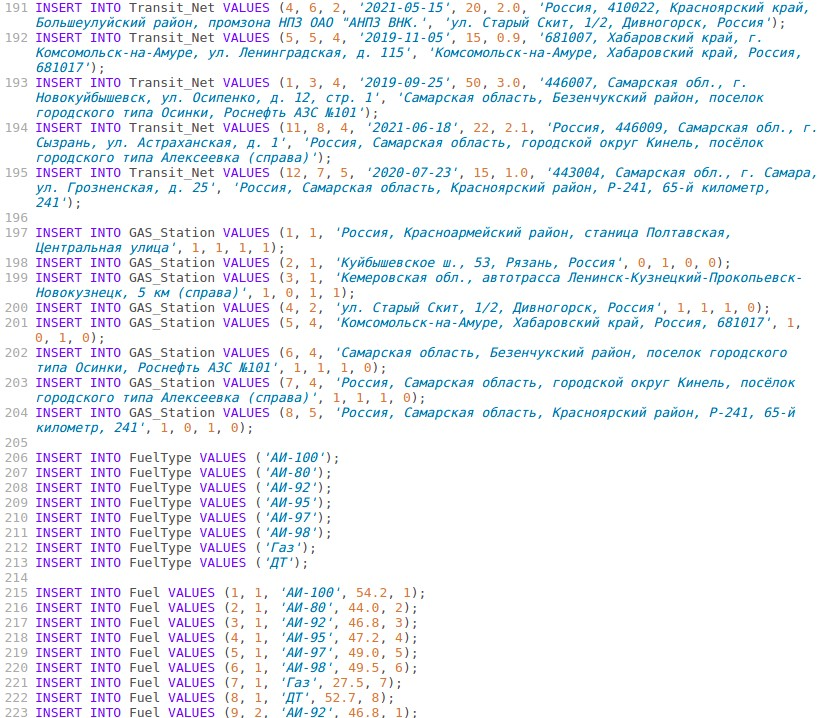 191 INSERT INTO Transit_Net VALUES (4, 6, 2, '2021-05-15', 20, 2.0, 'Россия, 410022, Красноярский край,
Большеулуйский район, промзона НПЗ ОАО "АНПЗ ВНК.', 'ул. Старый Скит, 1/2, Дивногорск, Россия');
192 INSERT INTO Transit_Net VALUES (5, 5, 4, '2019-11-05', 15, 0.9, '681007, Хабаровский край, г.
Комсомольск-на-Амуре, ул. Ленинградская, д. 115', 'Комсомольск-на-Амуре, Хабаровский край, Россия,
681017');
193 INSERT INTO Transit_Net VALUES (1, 3, 4, '2019-09-25', 50, 3.0, '446007, Самарская обл., г.
Новокуйбышевск, ул. Осипенко, д. 12, стр. 1', 'Самарская область, Безенчукский район, поселок
городского типа Осинки, Роснефть АЗС №101');
194 INSERT INTO Transit_Net VALUES (11, 8, 4, '2021-06-18', 22, 2.1, 'Россия, 446009, Самарская обл., г.
Сызрань, ул. Астраханская, д. 1', 'Россия, Самарская область, городской округ Кинель, посёлок
городского типа Алексеевка (справа)');
195 INSERT INTO Transit_Net VALUES (12, 7, 5, '2020-07-23', 15, 1.0, '443004, Самарская обл., г. Самара,
ул. Грозненская, д. 25', 'Россия, Самарская область, Красноярский район, Р-241, 65-й километр,
241');
196
197 INSERT INTO GAS_Station VALUES (1, 1, 'Россия, Красноармейский район, станица Полтавская,
Центральная улица', 1, 1, 1, 1);
198 INSERT INTO GAS_Station VALUES (2, 1, 'Куйбышевское ш., 53, Рязань, Россия', 0, 1, 0, 0);
199 INSERT INTO GAS_Station VALUES (3, 1, 'Кемеровская обл., автотрасса Ленинск-Кузнецкий-Прокопьевск-
Новокузнецк, 5 км (справа)', 1, 0, 1, 1);
200 INSERT INTO GAS_Station VALUES (4, 2, 'ул. Старый Скит, 1/2, Дивногорск, Россия', 1, 1, 1, 0);
201 INSERT INTO GAS_Station VALUES (5, 4, 'Комсомольск-на-Амуре, Хабаровский край, Россия, 681017', 1,
0, 1, 0);
202 INSERT INTO GAS_Station VALUES (6, 4, 'Самарская область, Безенчукский район, поселок городского
типа Осинки, Роснефть АЗС №101', 1, 1, 1, 0);
203 INSERT INTO GAS_Station VALUES (7, 4, 'Россия, Самарская область, городской округ Кинель, посёлок
городского типа Алексеевка (справа)', 1, 1, 1, 0);
204 INSERT INTO GAS_Station VALUES (8, 5, 'Россия, Самарская область, Красноярский район, Р-241, 65-й
километр, 241', 1, 0, 1, 0);
205
206 INSERT INTO FuelType VALUES ('АИ-100');
207 INSERT INTO FuelType VALUES ('АИ-80');
208 INSERT INTO FuelType VALUES ('АИ-92');
209 INSERT INTO FuelType VALUES ('АИ-95');
210 INSERT INTO FuelType VALUES ('АИ-97');
211 INSERT INTO FuelType VALUES ('АИ-98');
212 INSERT INTO FuelType VALUES ('Газ');
213 INSERT INTO FuelType VALUES ('ДТ');
214
215 INSERT INTO Fuel VALUES (1, 1, 'АИ-100', 54.2, 1);
216 INSERT INTO Fuel VALUES (2, 1, 'АИ-80', 44.0, 2);
217 INSERT INTO Fuel VALUES (3, 1, 'АИ-92', 46.8, 3);
218 INSERT INTO Fuel VALUES (4, 1, 'АИ-95', 47.2, 4);
219 INSERT INTO Fuel VALUES (5, 1, 'АИ-97', 49.0, 5);
220 INSERT INTO Fuel VALUES (6, 1, 'АИ-98', 49.5, 6);
221 INSERT INTO Fuel VALUES (7, 1, 'Газ', 27.5, 7);
222 INSERT INTO Fuel VALUES (8, 1, 'ДТ', 52.7, 8);
223 INSERT INTO Fuel VALUES (9, 2, 'АИ-92', 46.8, 1);